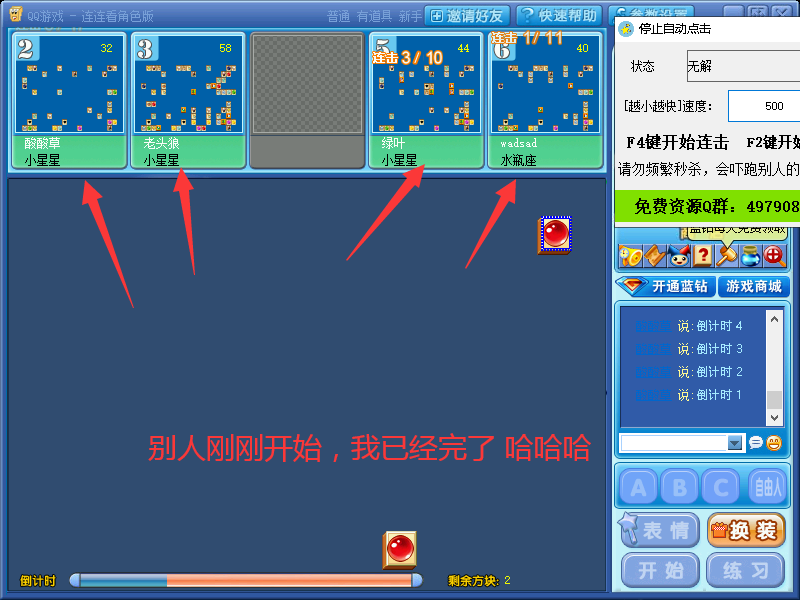 QQ游戏 - 连连看角色版
普通 有道具 新手
邀请好友
快速帮助
参数设置
停止自动点击
2
32
酸酸草
小星星
3
58
老头狼
小星星
5
44
连击 3 / 10
绿叶
小星星
6
40
连击 1 / 11
wadsad
水瓶座
状态
无解
[越小越快]速度：
500
F4键开始连击 F2键开始
请勿频繁秒杀，会吓跑别人的
免费资源Q群：497908
蓝钻每天免费领取
开通蓝钻
游戏商城
说:倒计时 4
说:倒计时 3
说:倒计时 2
说:倒计时 1
别人刚刚开始，我已经完了 哈哈哈
A
B
C
自由人
表情
换装
开始
练习
倒计时
剩余方块: 2